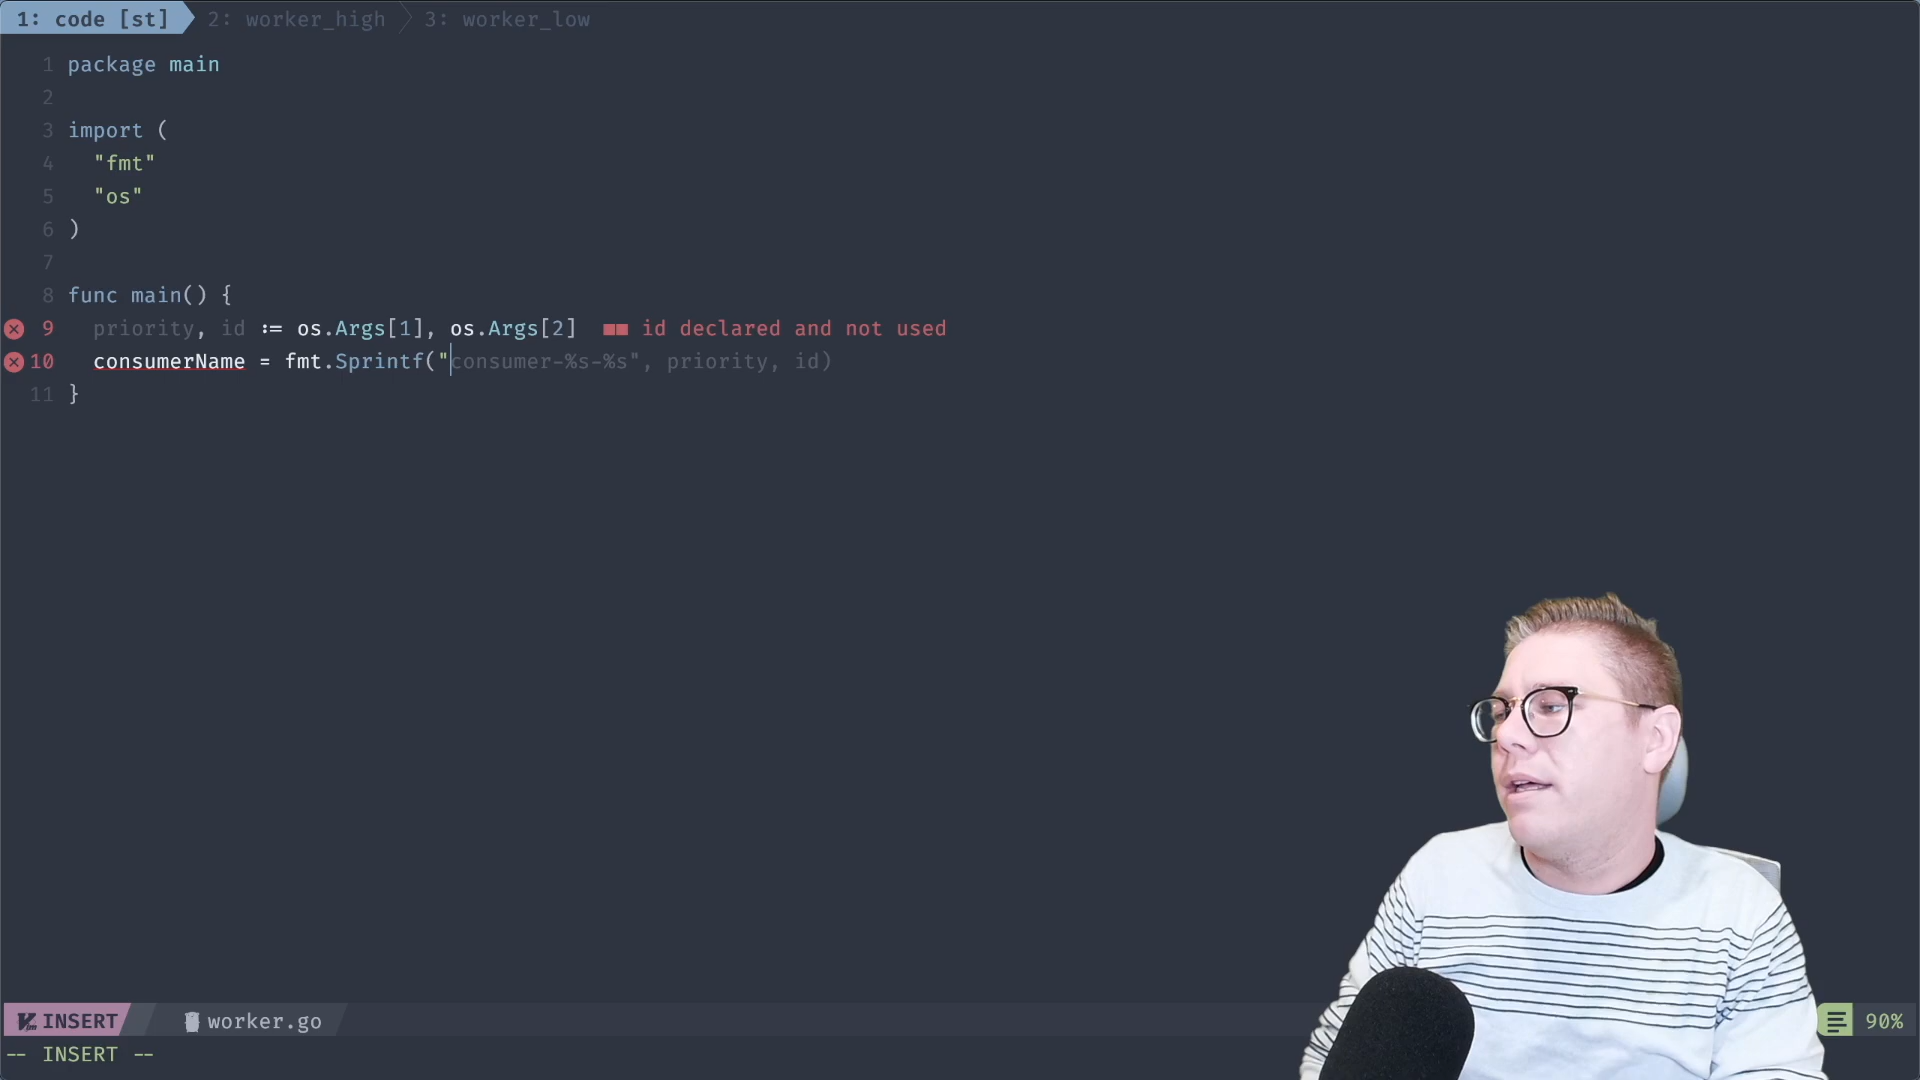 1: code [st] 2: worker_high 3: worker_low
1 package main
2
3 import (
4 "fmt"
5 "os"
6 )
7
8 func main() {
9 priority, id := os.Args[1], os.Args[2] ■■ id declared and not used
10 consumerName = fmt.Sprintf("consumer-%s-%s", priority, id)
11 }
INSERT worker.go 90%
-- INSERT --